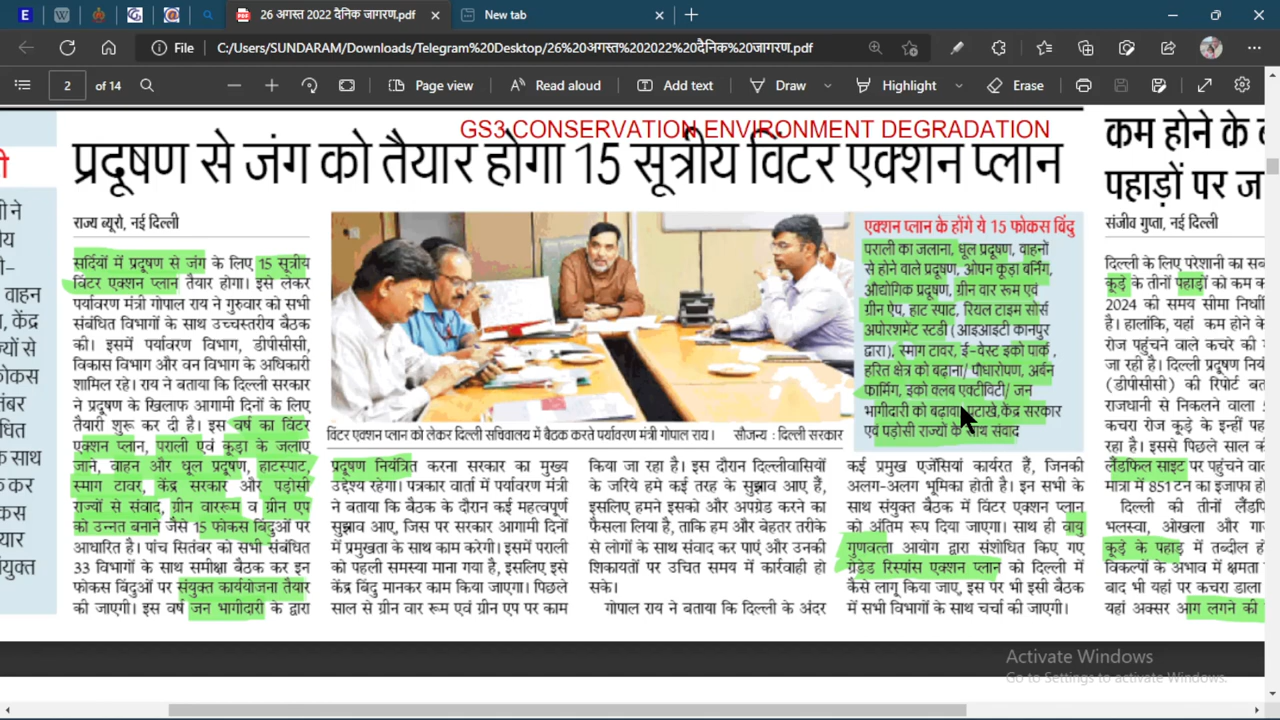 26 अगस्त 2022 दैनिक जागरण.pdf
New tab
File
C:/Users/SUNDARAM/Downloads/Telegram%20Desktop/26%20अगस्त%202022%20दैनिक%20जागरण.pdf
2 of 14
Page view
Read aloud
Add text
Draw
Highlight
Erase
GS3 CONSERVATION ENVIRONMENT DEGRADATION
प्रदूषण से जंग को तैयार होगा 15 सूत्रीय विंटर एक्शन प्लान
राज्य ब्यूरो, नई दिल्ली
सर्दियों में प्रदूषण से जंग के लिए 15 सूत्रीय
विंटर एक्शन प्लान तैयार होगा। इसे लेकर
पर्यावरण मंत्री गोपाल राय ने गुरुवार को सभी
संबंधित विभागों के साथ उच्चस्तरीय बैठक
की। इसमें पर्यावरण विभाग, डीपीसीसी,
विकास विभाग और वन विभाग के अधिकारी
शामिल रहे। राय ने बताया कि दिल्ली सरकार
ने प्रदूषण के खिलाफ आगामी दिनों के लिए
तैयारी शुरू कर दी है। इस वर्ष का विंटर
एक्शन प्लान, पराली एवं कूड़ा के जलाए
जाने, वाहन और धूल प्रदूषण, हाटस्पाट,
स्माग टावर, केंद्र सरकार और पड़ोसी
राज्यों से संवाद, ग्रीन वाररूम व ग्रीन एप
को उन्नत बनाने जैसे 15 फोकस बिंदुओं पर
आधारित है। पांच सितंबर को सभी संबंधित
33 विभागों के साथ समीक्षा बैठक कर इन
फोकस बिंदुओं पर संयुक्त कार्ययोजना तैयार
की जाएगी। इस वर्ष जन भागीदारी के द्वारा
विंटर एक्शन प्लान को लेकर दिल्ली सचिवालय में बैठक करते पर्यावरण मंत्री गोपाल राय। सौजन्य : दिल्ली सरकार
प्रदूषण नियंत्रित करना सरकार का मुख्य
उद्देश्य रहेगा। पत्रकार वार्ता में पर्यावरण मंत्री
ने बताया कि बैठक के दौरान कई महत्वपूर्ण
सुझाव आए, जिस पर सरकार आगामी दिनों
में प्रमुखता के साथ काम करेगी। इसमें पराली
को पहली समस्या माना गया है, इसलिए इसे
केंद्र बिंदु मानकर काम किया जाएगा। पिछले
साल से ग्रीन वार रूम एवं ग्रीन एप पर काम
किया जा रहा है। इस दौरान दिल्लीवासियों
के जरिये हमे कई तरह के सुझाव आए हैं,
इसलिए हमने इसको और अपग्रेड करने का
फैसला लिया है, ताकि हम और बेहतर तरीके
से लोगों के साथ संवाद कर पाएं और उनकी
शिकायतों पर उचित समय में कार्रवाही हो
सके।
गोपाल राय ने बताया कि दिल्ली के अंदर
एक्शन प्लान के होंगे ये 15 फोकस बिंदु
पराली का जलाना, धूल प्रदूषण, वाहनों
से होने वाले प्रदूषण, ओपन कूड़ा बर्निंग,
औद्योगिक प्रदूषण, ग्रीन वार रूम एवं
ग्रीन ऐप, हाट स्पाट, रियल टाइम सोर्स
अपोरशमेंट स्टडी (आइआइटी कानपुर
द्वारा), स्माग टावर, ई-वेस्ट इको पार्क ,
हरित क्षेत्र को बढ़ाना/ पौधारोपण, अर्बन
फार्मिंग, इको क्लब एक्टीविटी/ जन
भागीदारी को बढ़ावा, पटाखे,केंद्र सरकार
एवं पड़ोसी राज्यों के साथ संवाद
कई प्रमुख एजेंसियां कार्यरत हैं, जिनकी
अलग-अलग भूमिका होती है। इन सभी के
साथ संयुक्त बैठक में विंटर एक्शन प्लान
को अंतिम रूप दिया जाएगा। साथ ही वायु
गुणवत्ता आयोग द्वारा संशोधित किए गए
ग्रेडेड रिस्पांस एक्शन प्लान को दिल्ली में
कैसे लागू किया जाए, इस पर भी इसी बैठक
में सभी विभागों के साथ चर्चा की जाएगी।
कम होने के
पहाड़ों पर
संजीव गुप्ता, नई दिल्ली
दिल्ली के लिए परेशानी का
कूड़े के तीनों पहाड़ों को कम
2024 की समय सीमा
है। हालांकि, यहां कम होने के
रोज पहुंचने वाले कचरे की
जा रही है। दिल्ली प्रदूषण
(डीपीसीसी) की रिपोर्ट
राजधानी से निकलने वाला
कचरा रोज कूड़े के इन्हीं
रहा है। इससे पहले साल
लैंडफिल साइट पर पहुंचने
मात्रा में 851 टन का इजाफा
दिल्ली की तीनों
भलस्वा, ओखला और
कूड़े के पहाड़ में तब्दील
विकल्पों के अभाव में क्षमता
बाद भी यहां पर कचरा डाला
यहां अक्सर आग लगने की
Activate Windows
Go to Settings to activate Windows.